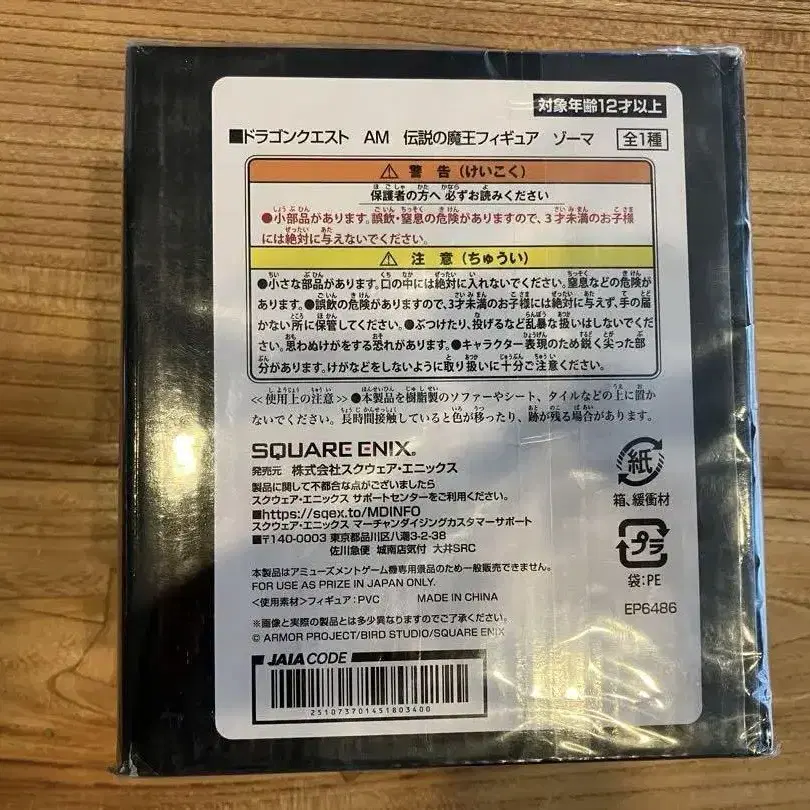 対象年齢12才以上
■ドラゴンクエスト AM 伝説の魔王フィギュア ゾーマ 全1種
⚠ 警 告(けいこく)
保護者の方へ 必ずお読みください
●小部品があります。誤飲・窒息の危険がありますので、3才未満のお子様
には絶対に与えないでください。
⚠ 注 意(ちゅうい)
●小さな部品があります。口の中には絶対に入れないでください。窒息などの危険が
あります。●誤飲の危険がありますので、3才未満のお子様には絶対に与えず、手の届
かない所に保管してください。●ぶつけたり、投げるなど乱暴な扱いはしないでくだ
さい。思わぬけがをする恐れがあります。●キャラクター表現のため鋭く尖った部
分があります。けがなどをしないように取り扱いに十分ご注意ください。
≪使用上の注意≫●本製品を樹脂製のソファーやシート、タイルなどの上に置か
ないでください。長時間接触していると色が移ったり、跡が残る場合があります。
SQUARE ENIX®
発売元 株式会社スクウェア・エニックス
製品に関して不都合な点がございましたら
スクウェア・エニックス サポートセンターをご利用ください。
■https://sqex.to/MDINFO
スクウェア・エニックス マーチャンダイジングカスタマーサポート
■〒140-0003 東京都品川区八潮3-2-38
佐川急便 城南店気付 大井SRC
本製品はアミューズメントゲーム機専用景品のため一般販売できません。
FOR USE AS PRIZE IN JAPAN ONLY.
〈使用素材〉フィギュア:PVC MADE IN CHINA
※画像と実際の製品とは多少異なりますのでご了承ください。
© ARMOR PROJECT/BIRD STUDIO/SQUARE ENIX
紙
箱、緩衝材
プラ
袋:PE
EP6486
JAIA CODE
251073701451803400